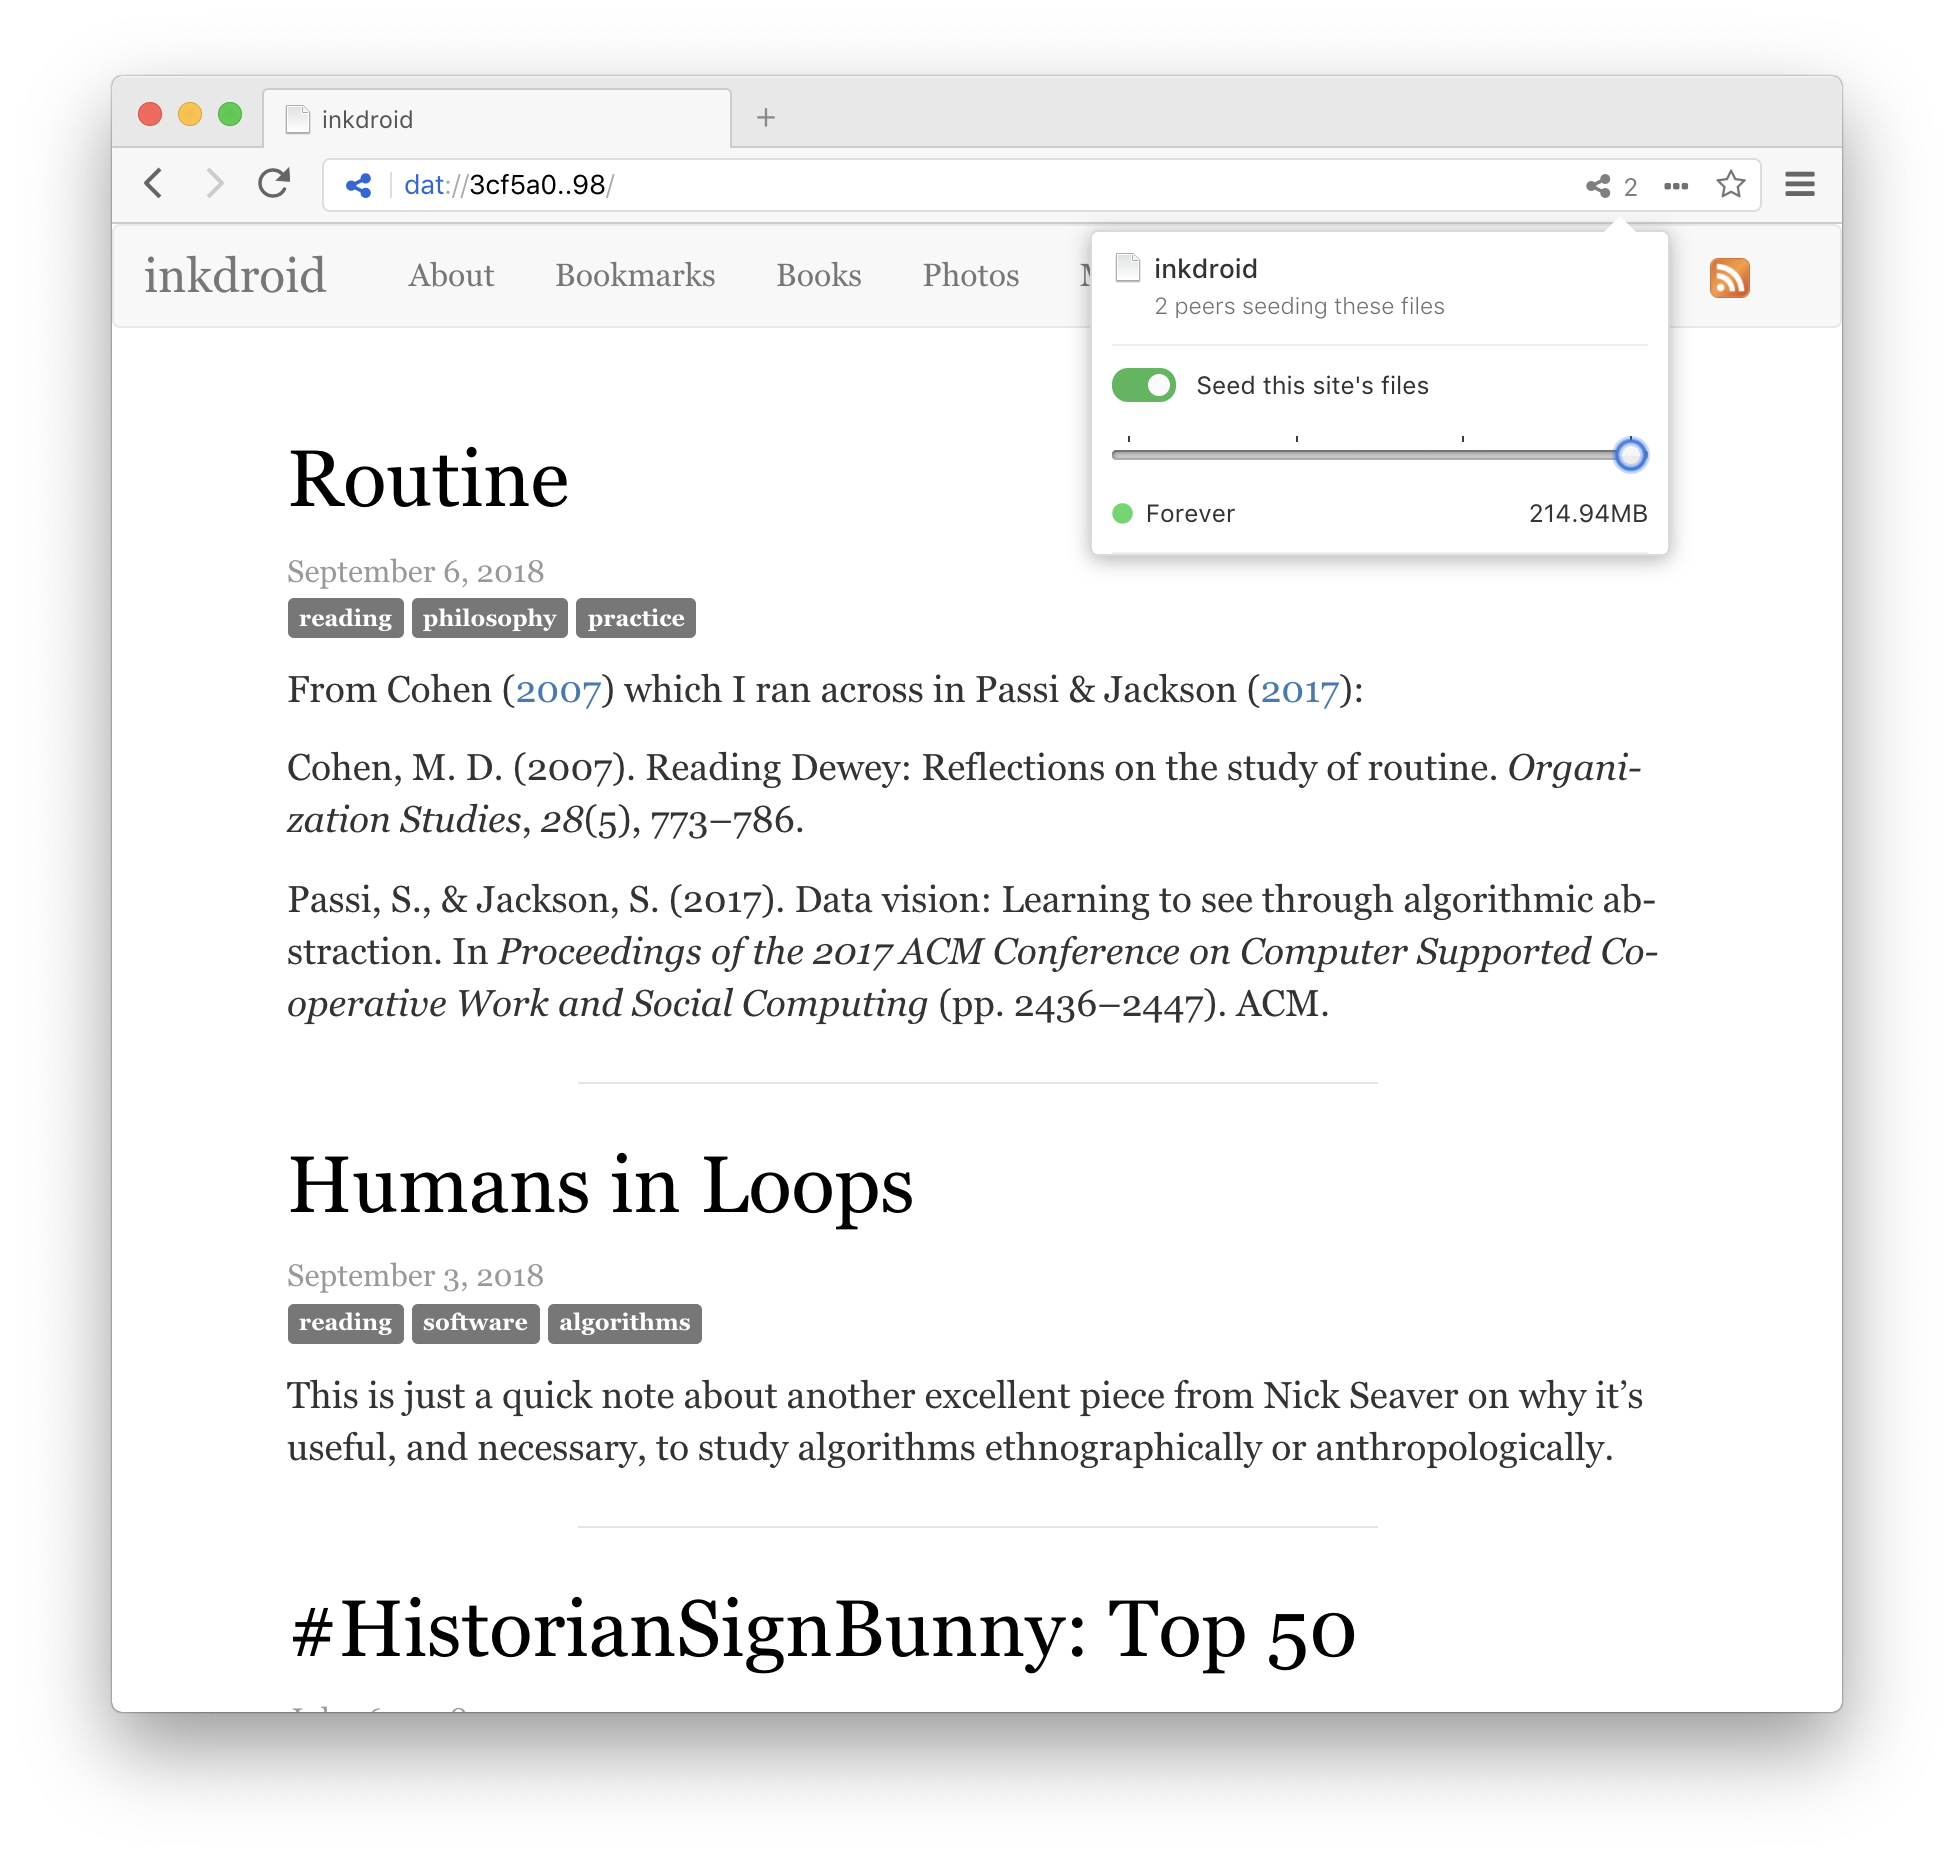 inkdroid
dat://3cf5a0..98/
2
inkdroid About Bookmarks Books Photos
inkdroid
2 peers seeding these files
Seed this site's files
Forever 214.94MB
Routine
September 6, 2018
reading philosophy practice
From Cohen (2007) which I ran across in Passi & Jackson (2017):
Cohen, M. D. (2007). Reading Dewey: Reflections on the study of routine. Organi-
zation Studies, 28(5), 773–786.
Passi, S., & Jackson, S. (2017). Data vision: Learning to see through algorithmic ab-
straction. In Proceedings of the 2017 ACM Conference on Computer Supported Co-
operative Work and Social Computing (pp. 2436–2447). ACM.
Humans in Loops
September 3, 2018
reading software algorithms
This is just a quick note about another excellent piece from Nick Seaver on why it’s
useful, and necessary, to study algorithms ethnographically or anthropologically.
#HistorianSignBunny: Top 50